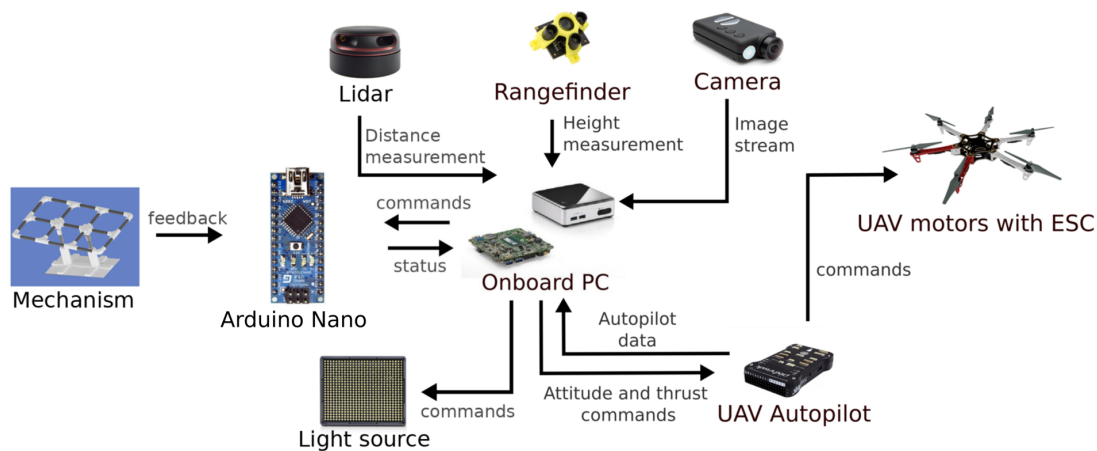 Lidar
Rangefinder
Camera
Distance
measurement
Height
measurement
Image
stream
feedback
commands
status
UAV motors with ESC
Mechanism
Arduino Nano
Onboard PC
commands
Autopilot
data
Attitude and thrust
commands
commands
UAV Autopilot
Light source